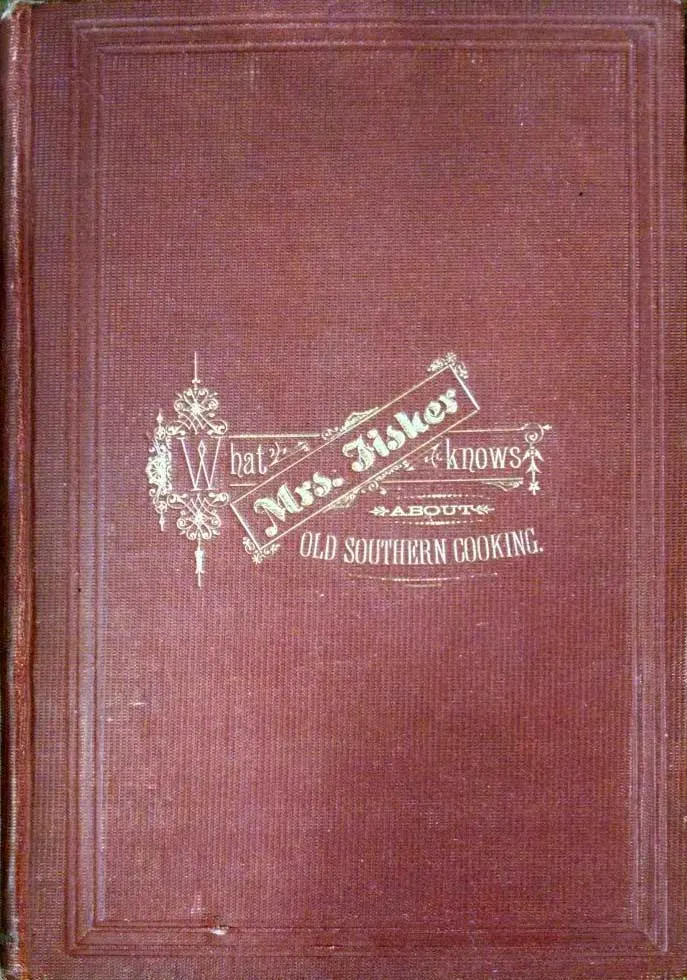 What Mrs. Fisher knows
ABOUT
OLD SOUTHERN COOKING.